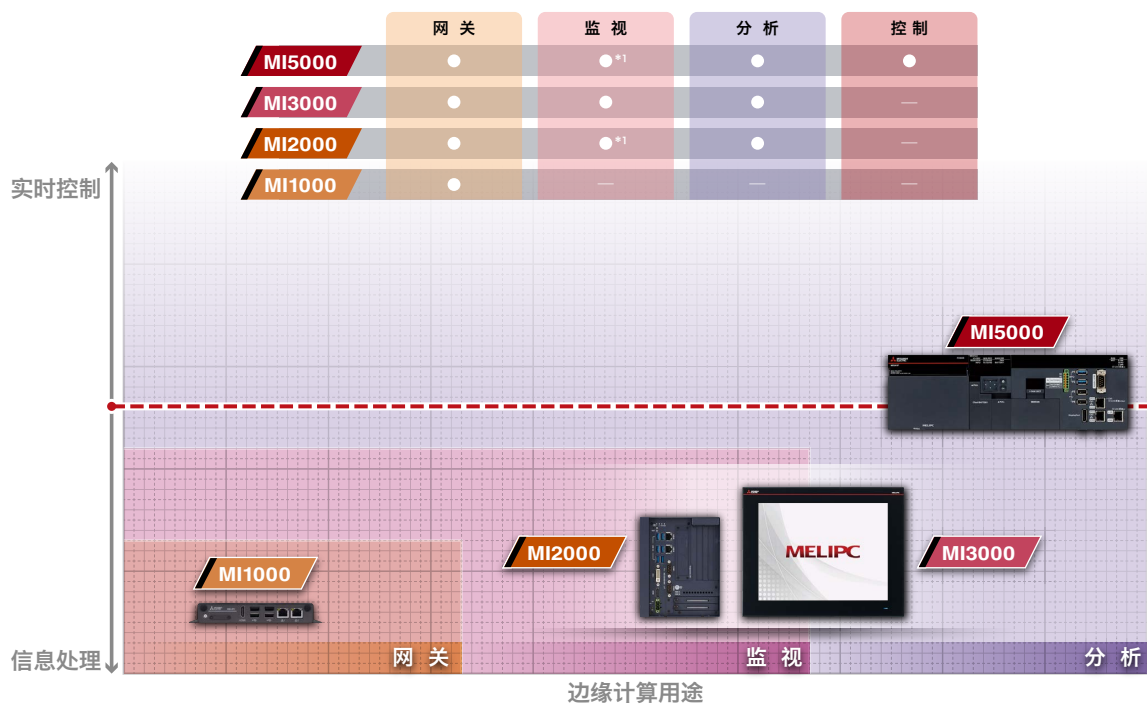 网关 监视 分析 控制
MI5000 ● ●*1 ● ●
MI3000 ● ● ● —
MI2000 ● ●*1 ● —
MI1000 ● — — —
实时控制
MI5000
MELIPC
MELIPC
MI2000
MI3000
MI1000
网关 监视 分析
信息处理
边缘计算用途